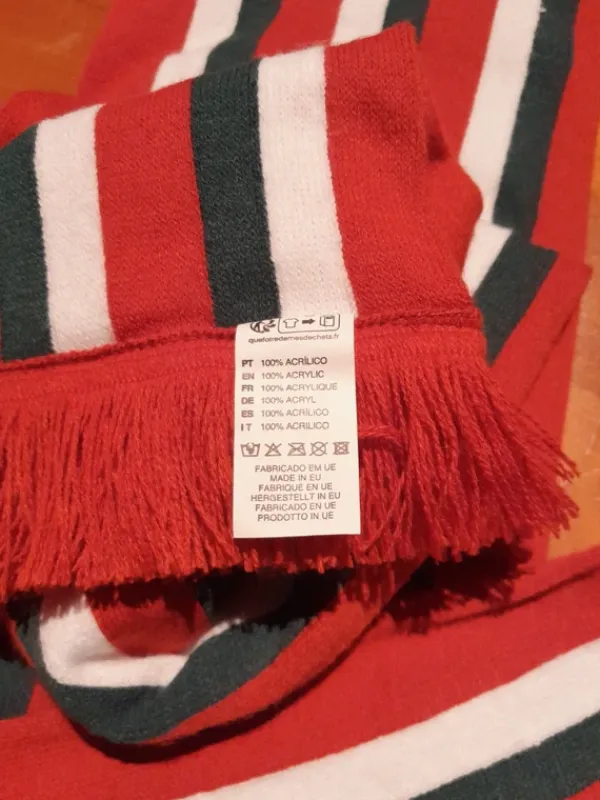 quefairedemesdechets.fr
PT 100% ACRÍLICO
EN 100% ACRYLIC
FR 100% ACRYLIQUE
DE 100% ACRYL
ES 100% ACRÍLICO
IT 100% ACRILICO
FABRICADO EM UE
MADE IN EU
FABRIQUE EN UE
HERGESTELLT IN EU
FABRICADO EN UE
PRODOTTO IN UE